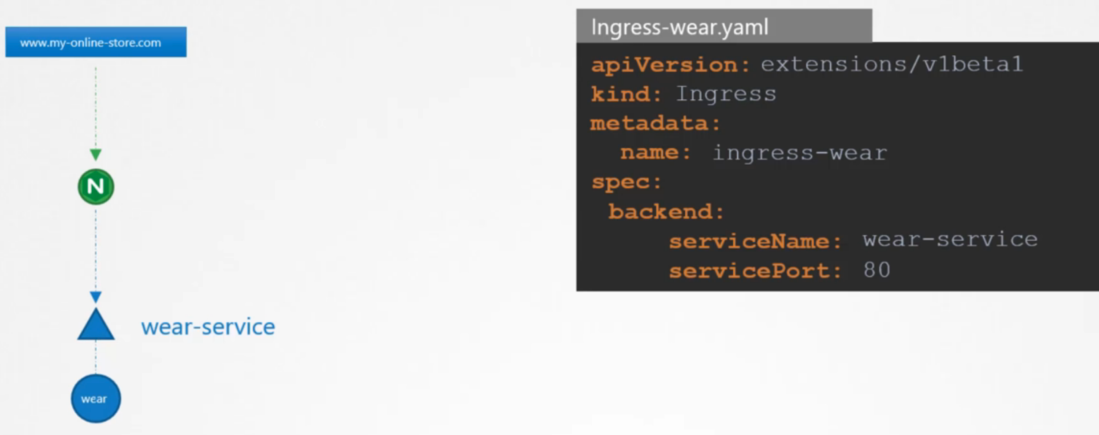 www.my-online-store.com
N
wear-service
wear
Ingress-wear.yaml
apiVersion: extensions/v1beta1
kind: Ingress
metadata:
  name: ingress-wear
spec:
 backend:
     serviceName: wear-service
     servicePort: 80